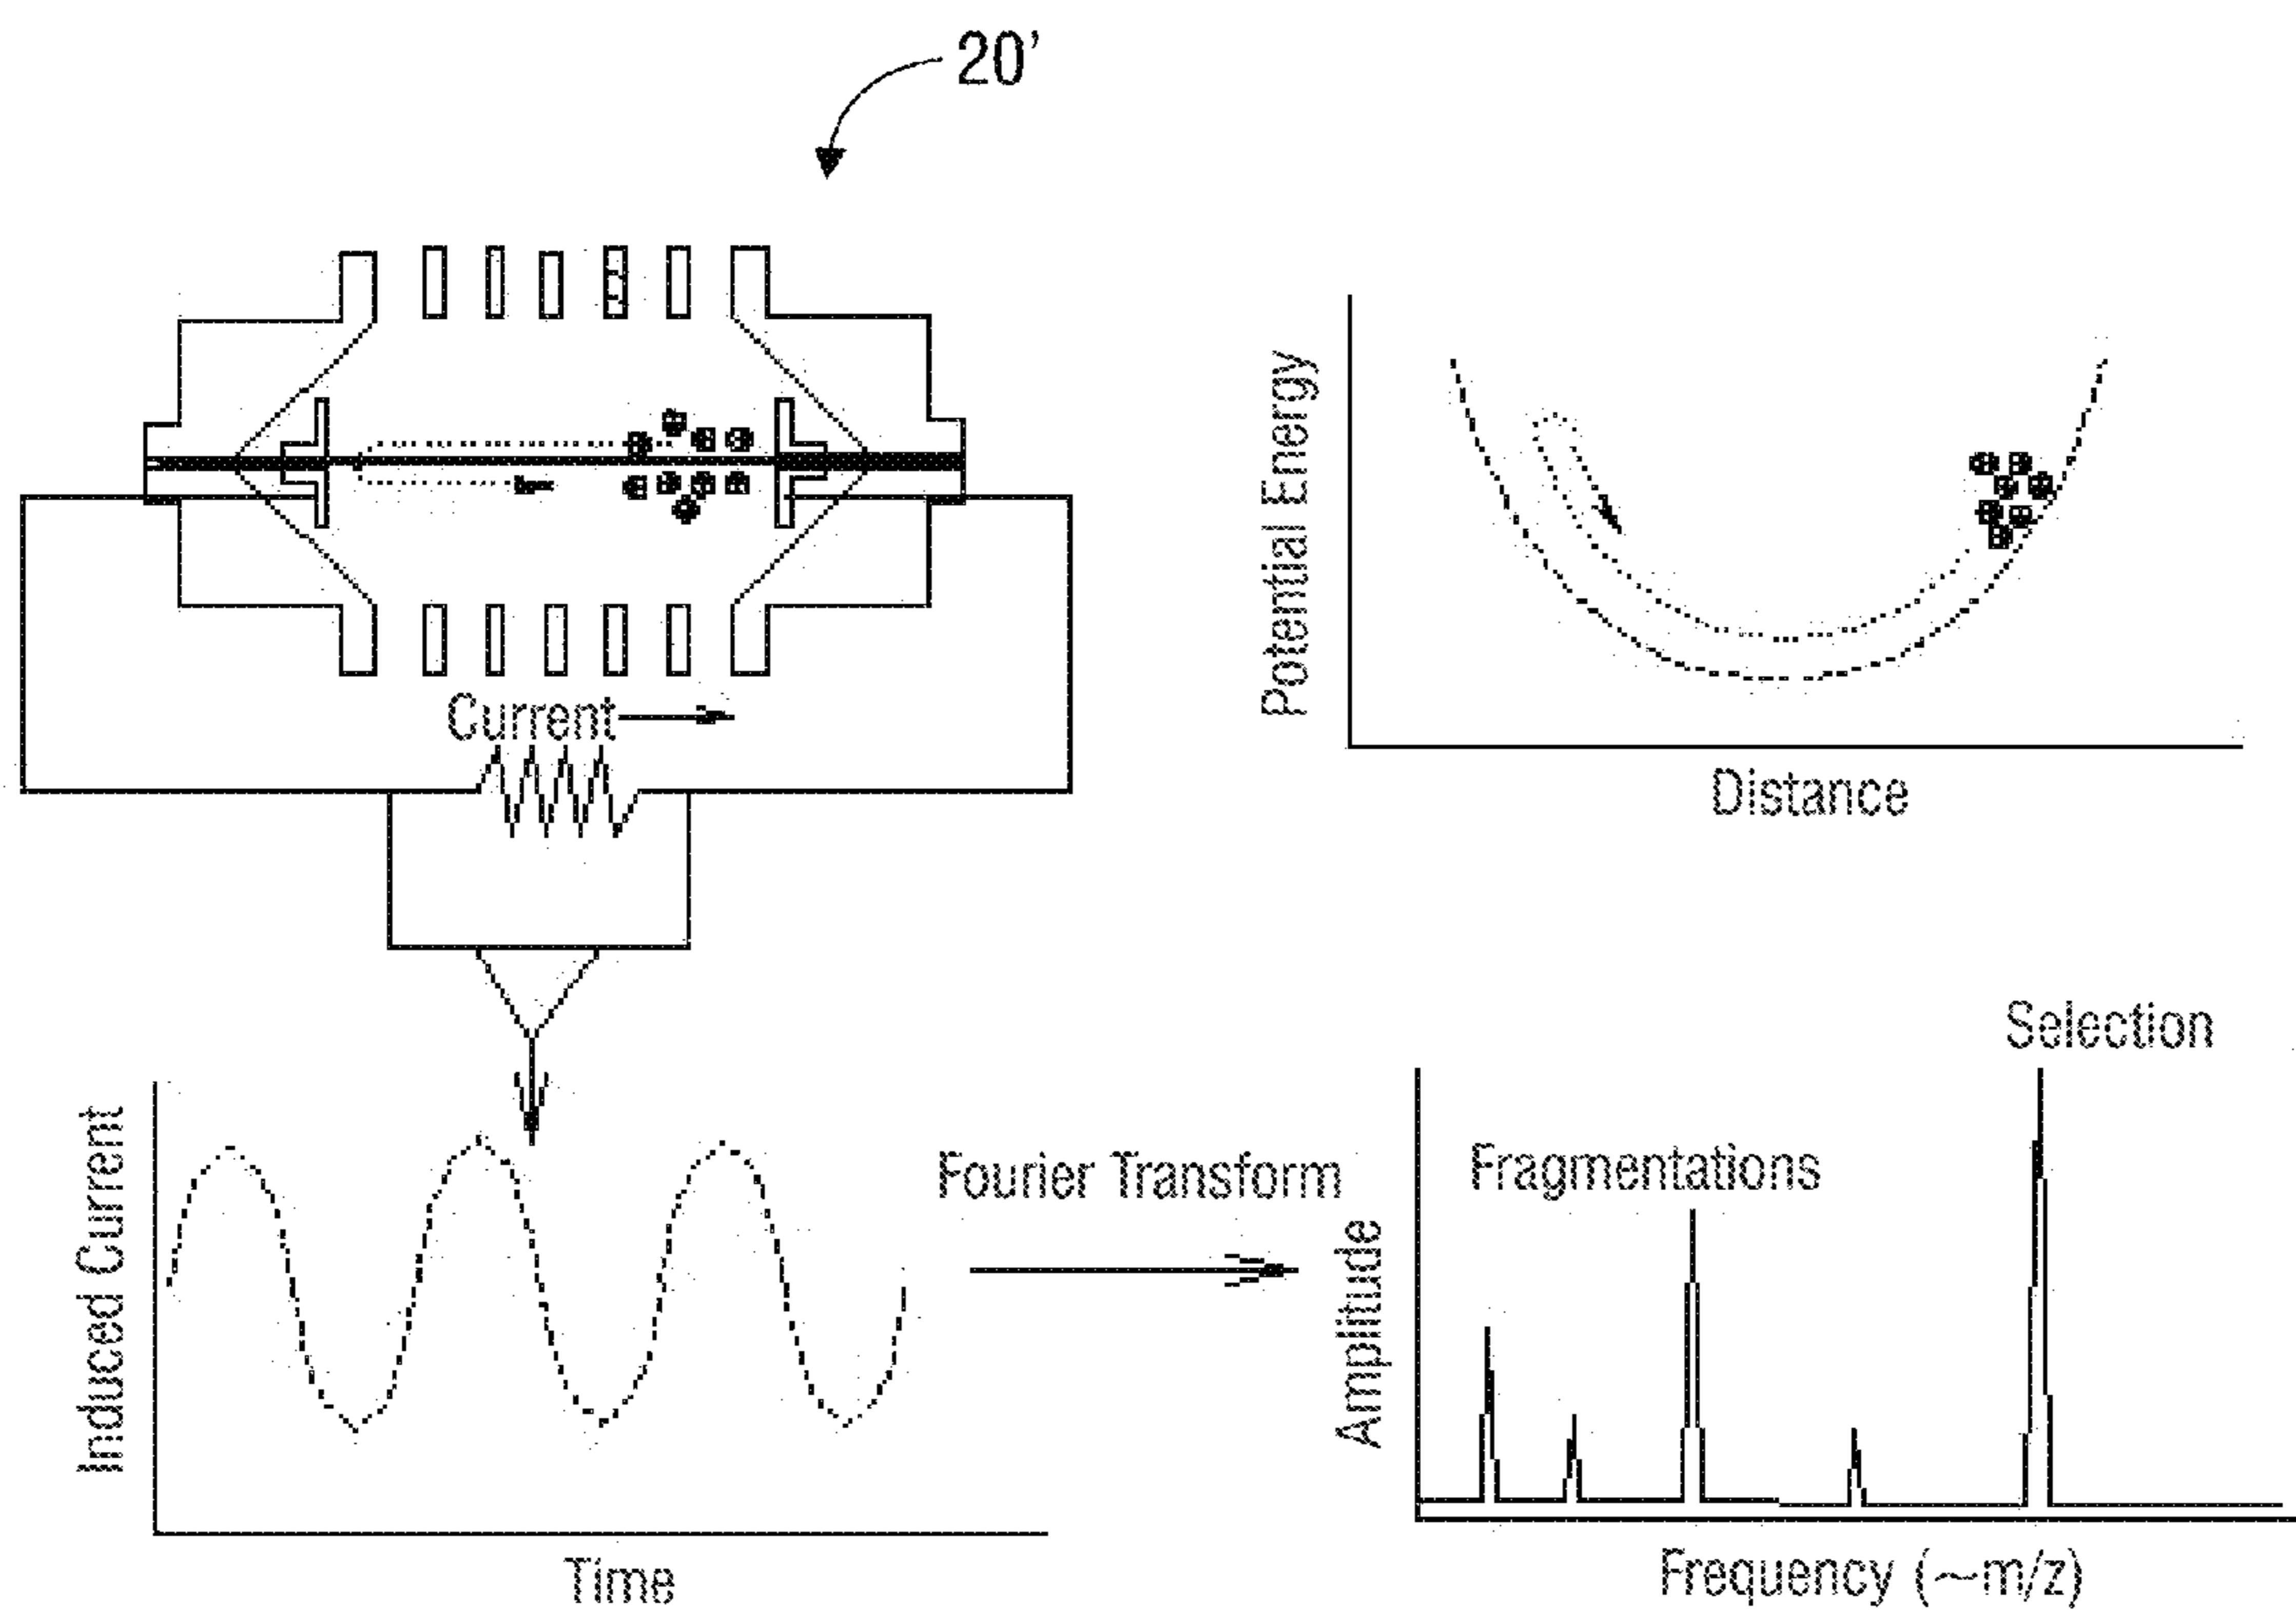 20'
Potential Energy
Distance
Current
Induced Current
Time
Fourier Transform
Selection
Fragmentations
Amplitude
Frequency (~m/z)